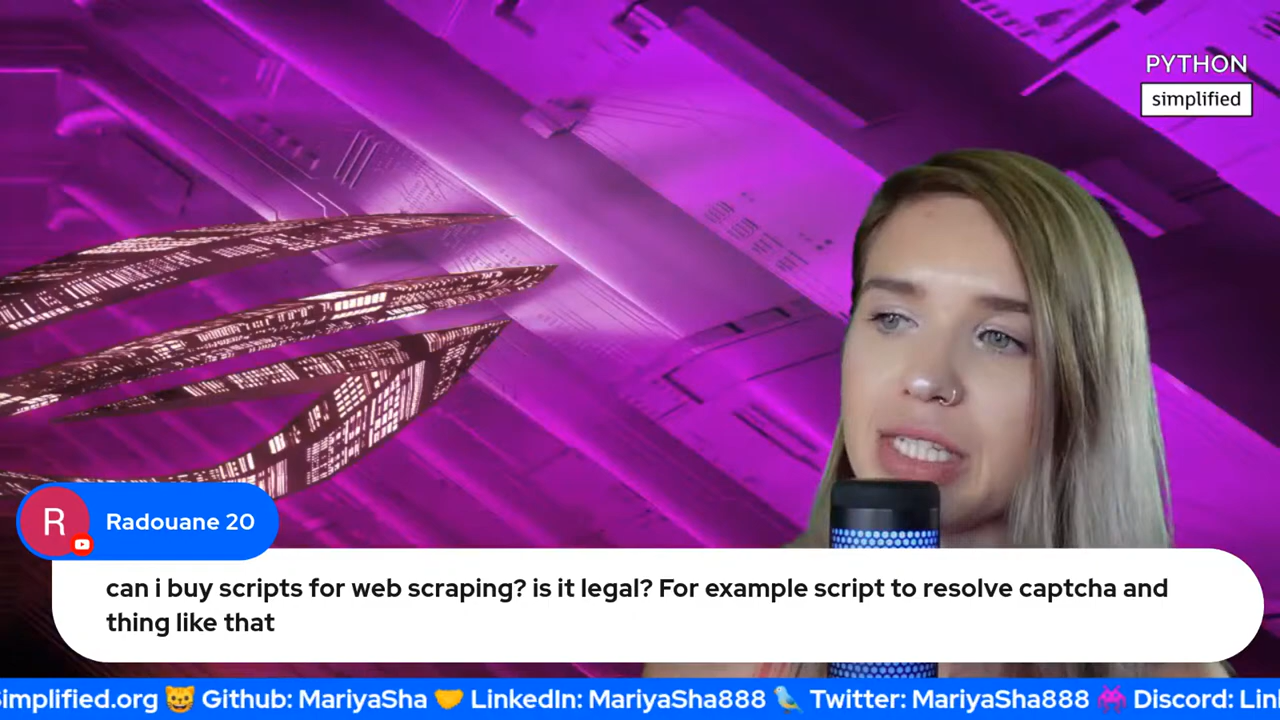 PYTHON
simplified
R
Radouane 20
can i buy scripts for web scraping? is it legal? For example script to resolve captcha and
thing like that
Simplified.org 😺 Github: MariyaSha 🤝 LinkedIn: MariyaSha888 🐦 Twitter: MariyaSha888 👾 Discord: Lin